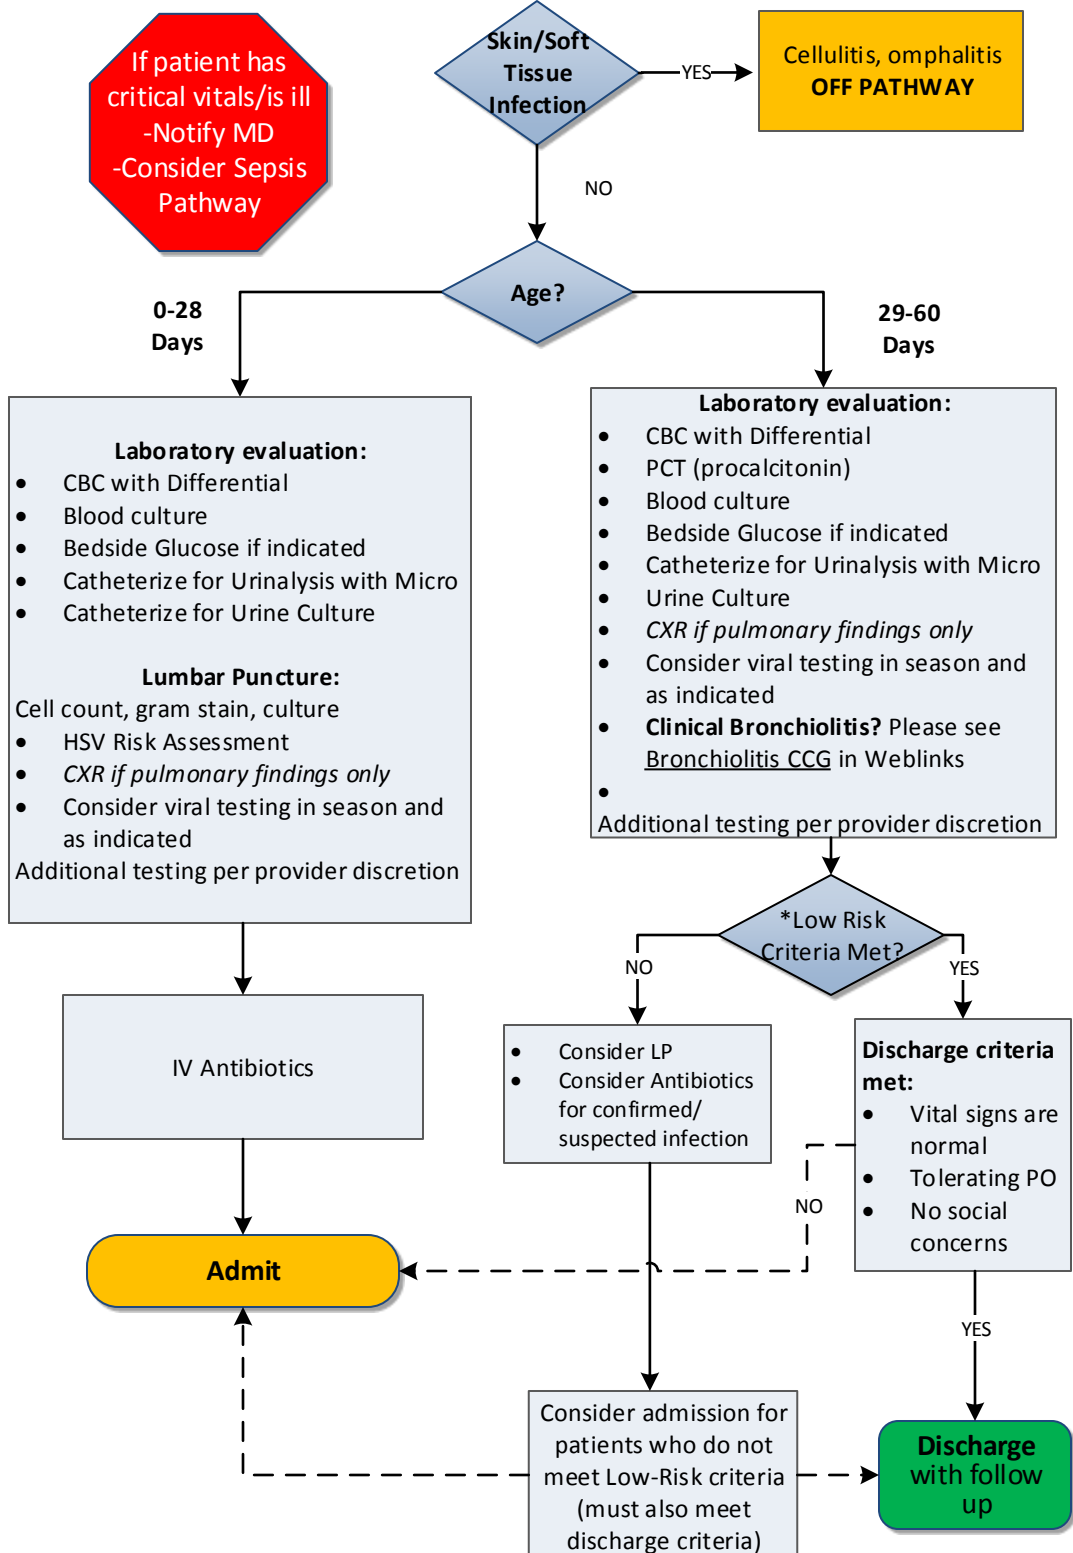 If patient has
critical vitals/is ill
-Notify MD
-Consider Sepsis
Pathway
Skin/Soft
Tissue
Infection
YES
Cellulitis, omphalitis
OFF PATHWAY
NO
Age?
0-28
Days
29-60
Days
Laboratory evaluation:
• CBC with Differential
• Blood culture
• Bedside Glucose if indicated
• Catheterize for Urinalysis with Micro
• Catheterize for Urine Culture
Lumbar Puncture:
Cell count, gram stain, culture
• HSV Risk Assessment
• CXR if pulmonary findings only
• Consider viral testing in season and
as indicated
Additional testing per provider discretion
Laboratory evaluation:
• CBC with Differential
• PCT (procalcitonin)
• Blood culture
• Bedside Glucose if indicated
• Catheterize for Urinalysis with Micro
• Urine Culture
• CXR if pulmonary findings only
• Consider viral testing in season and
as indicated
• Clinical Bronchiolitis? Please see
Bronchiolitis CCG in Weblinks
•
Additional testing per provider discretion
*Low Risk
Criteria Met?
NO
YES
IV Antibiotics
• Consider LP
• Consider Antibiotics
for confirmed/
suspected infection
Discharge criteria
met:
• Vital signs are
normal
• Tolerating PO
• No social
concerns
NO
Admit
YES
Consider admission for
patients who do not
meet Low-Risk criteria
(must also meet
discharge criteria)
Discharge
with follow
up